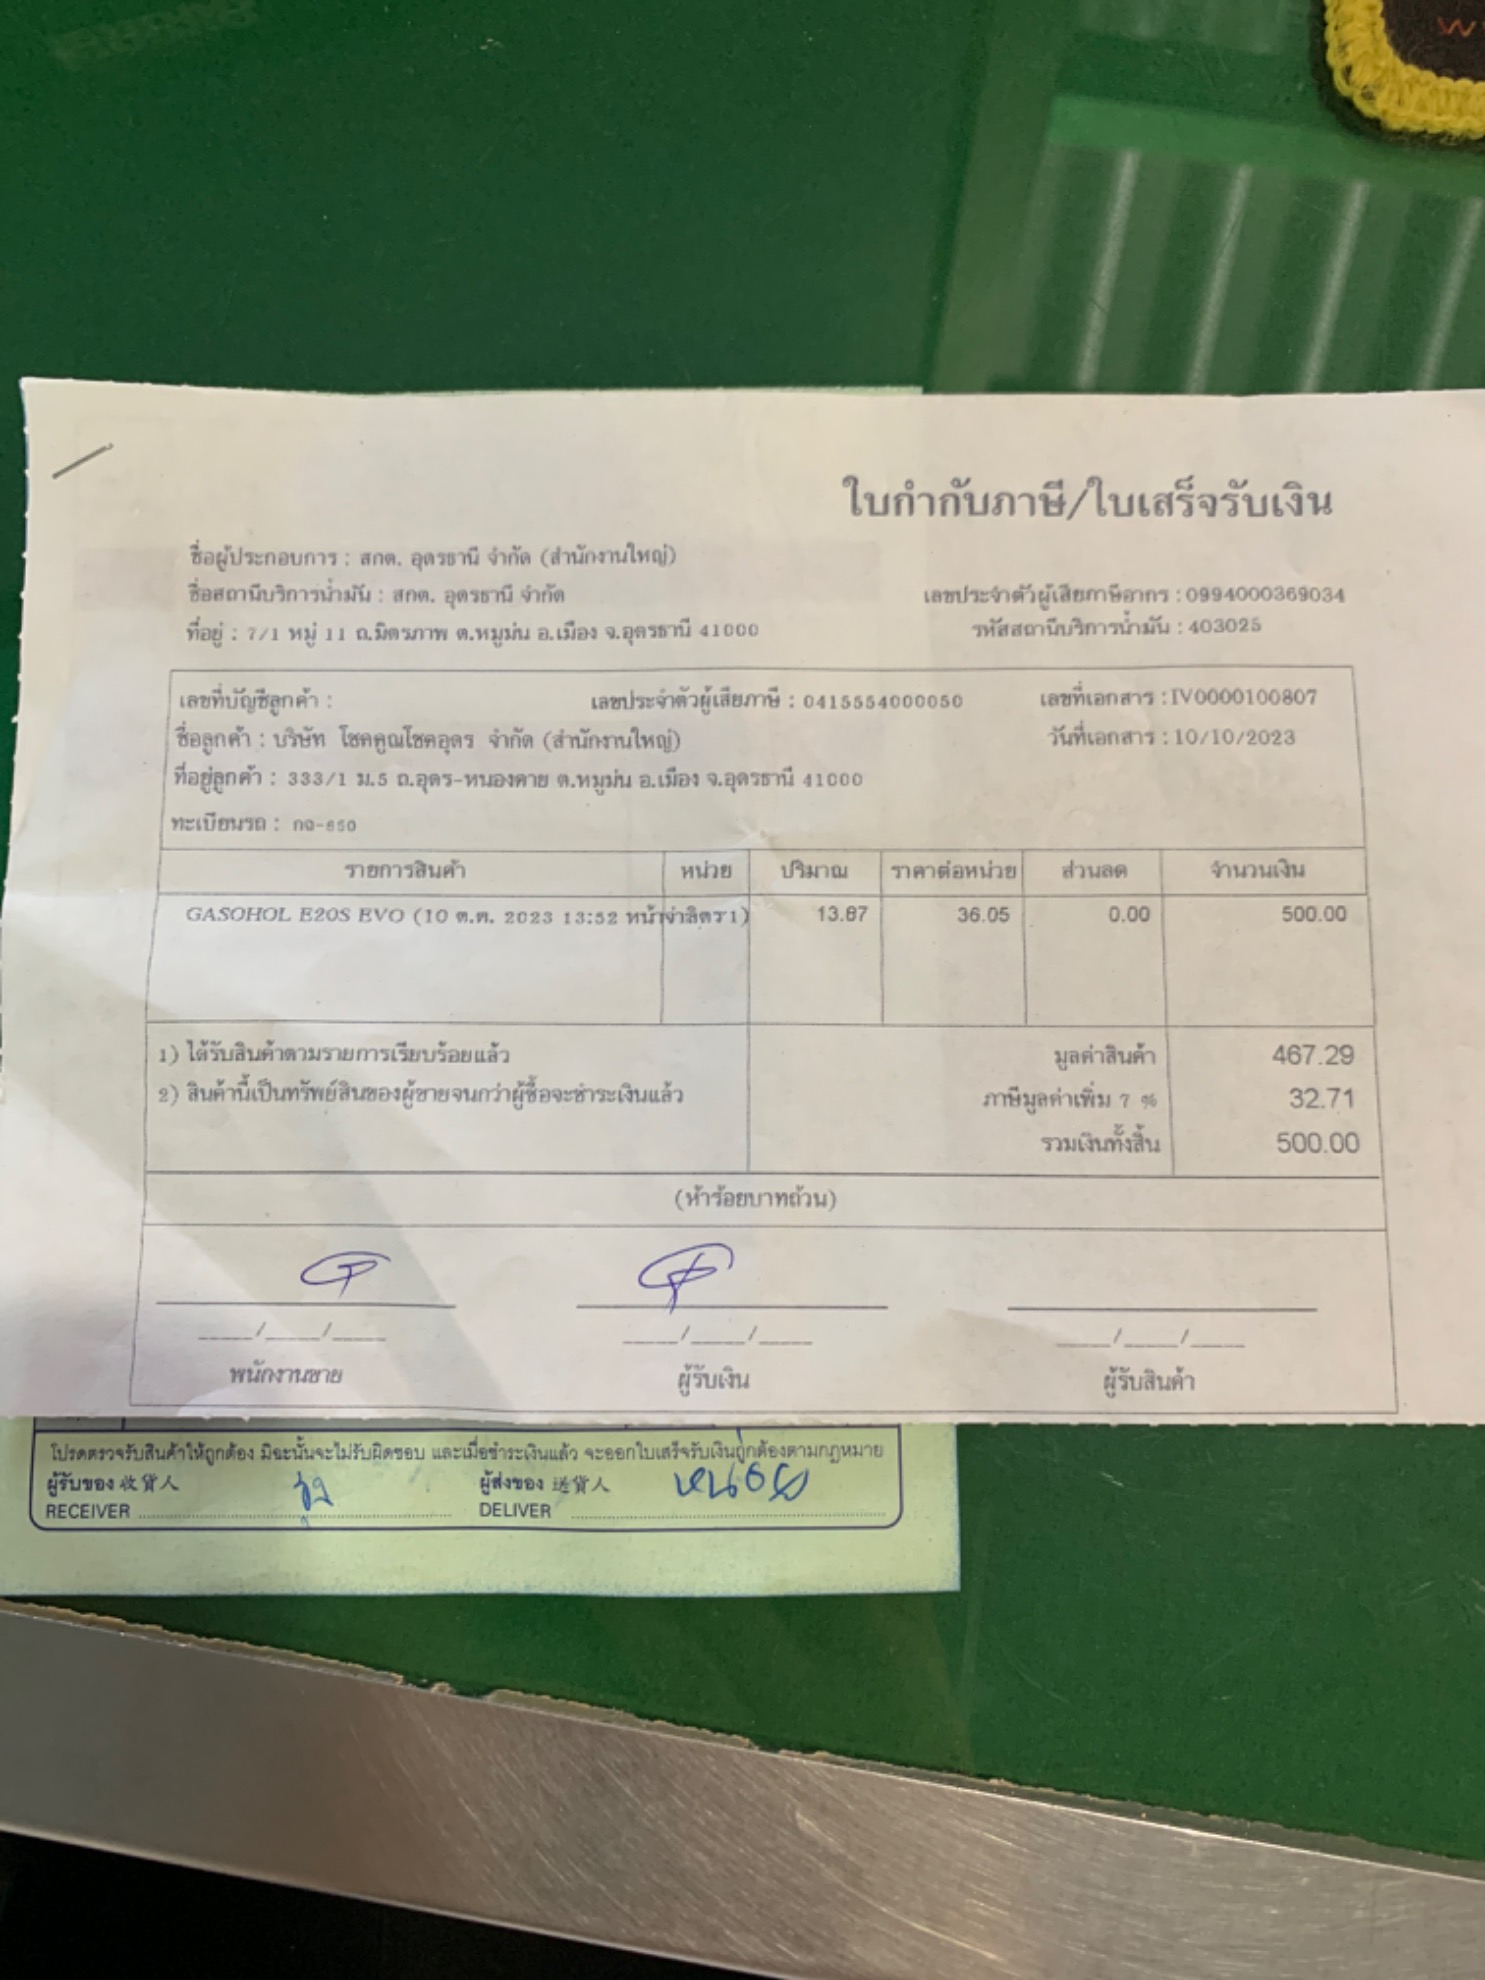 ใบกำกับภาษี/ใบเสร็จรับเงิน
ชื่อผู้ประกอบการ : สกต. อุดรธานี จำกัด (สำนักงานใหญ่)
ชื่อสถานีบริการน้ำมัน : สกต. อุดรธานี จำกัด
เลขประจำตัวผู้เสียภาษีอากร : 0994000369034
ที่อยู่ : 7/1 หมู่ 11 ถ.มิตรภาพ ต.หมูม่น อ.เมือง จ.อุดรธานี 41000
รหัสสถานีบริการน้ำมัน : 403025
เลขที่บัญชีลูกค้า : เลขประจำตัวผู้เสียภาษี : 0415554000050 เลขที่เอกสาร : IV0000100807
ชื่อลูกค้า : บริษัท โชคคูณโชคอุดร จำกัด (สำนักงานใหญ่) วันที่เอกสาร : 10/10/2023
ที่อยู่ลูกค้า : 333/1 ม.5 ถ.อุดร-หนองคาย ต.หมูม่น อ.เมือง จ.อุดรธานี 41000
ทะเบียนรถ : กฉ-650
รายการสินค้า หน่วย ปริมาณ ราคาต่อหน่วย ส่วนลด จำนวนเงิน
GASOHOL E20S EVO (10 ต.ค. 2023 13:52 หน้าจ่าลิตร 1) 13.87 36.05 0.00 500.00
1) ได้รับสินค้าตามรายการเรียบร้อยแล้ว มูลค่าสินค้า 467.29
2) สินค้านี้เป็นทรัพย์สินของผู้ขายจนกว่าผู้ซื้อจะชำระเงินแล้ว ภาษีมูลค่าเพิ่ม 7 % 32.71
รวมเงินทั้งสิ้น 500.00
(ห้าร้อยบาทถ้วน)
____/____/____ ____/____/____ ____/____/____
พนักงานขาย ผู้รับเงิน ผู้รับสินค้า
โปรดตรวจรับสินค้าให้ถูกต้อง มิฉะนั้นจะไม่รับผิดชอบ และเมื่อชำระเงินแล้ว จะออกใบเสร็จรับเงินถูกต้องตามกฎหมาย
ผู้รับของ 收貨人 ผู้ส่งของ 送貨人 หน่อย
RECEIVER DELIVER